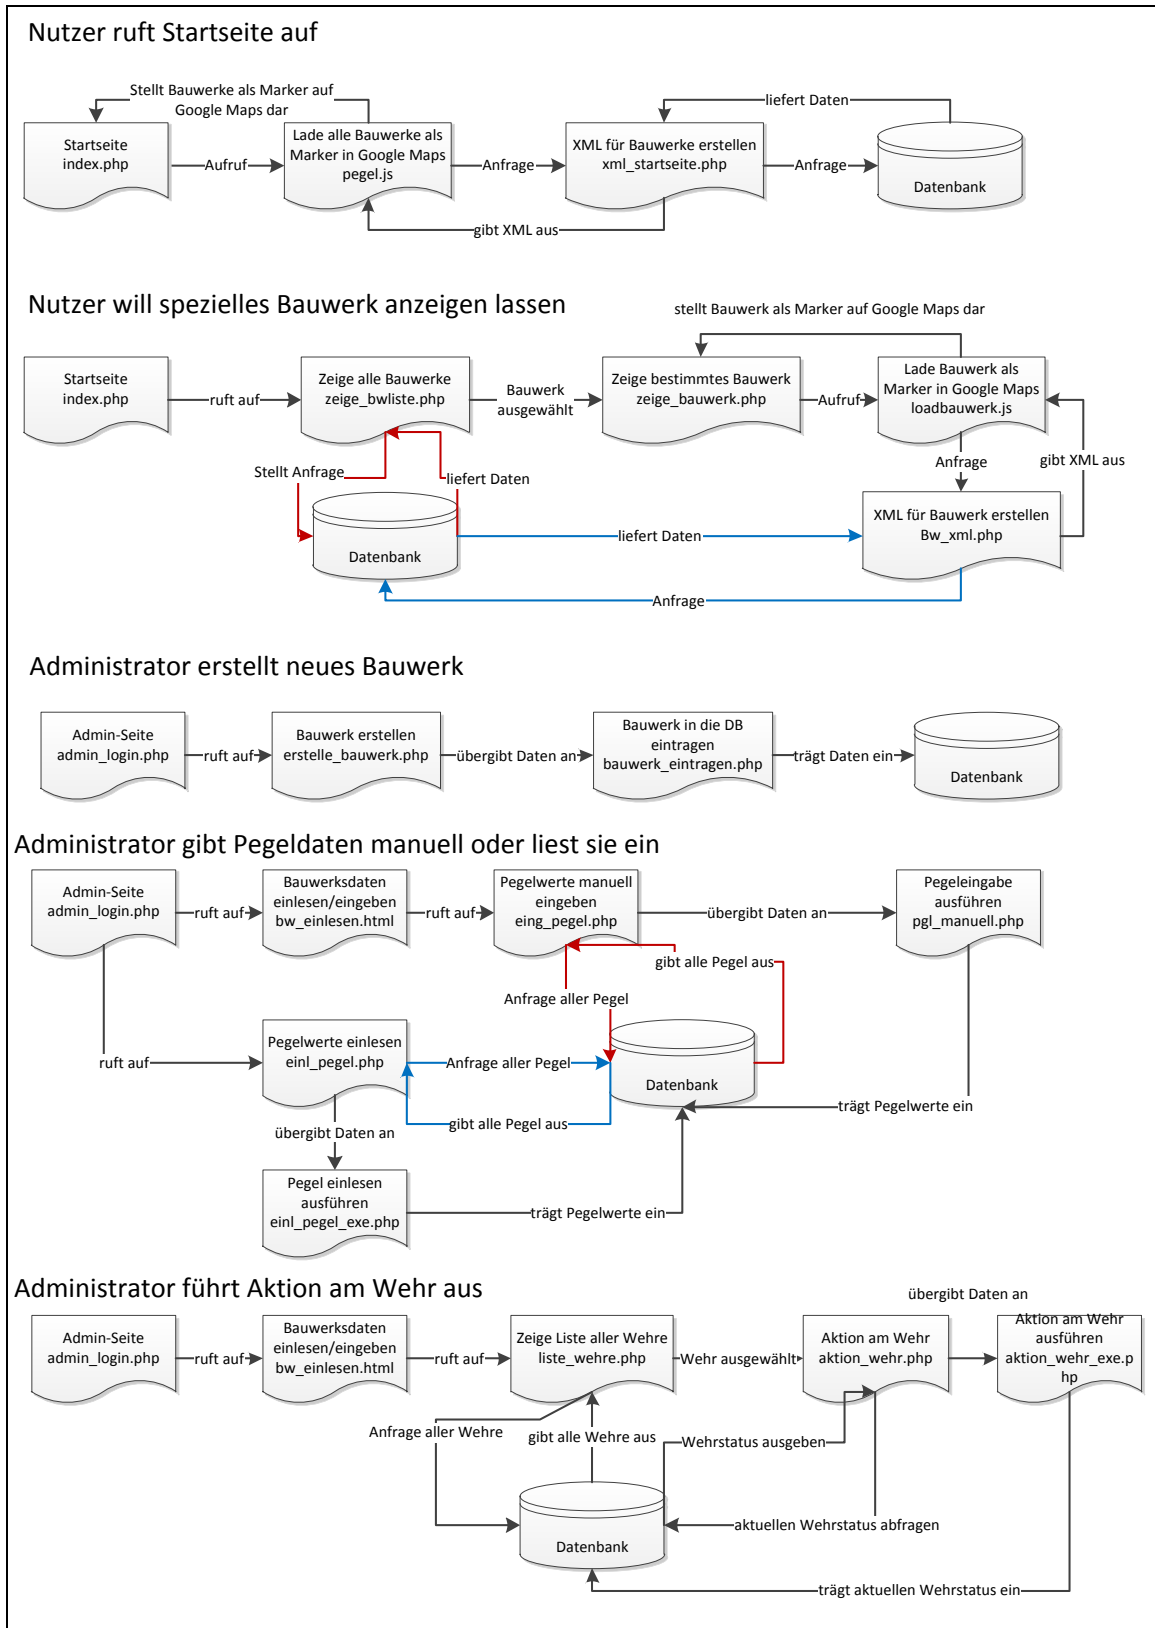 Nutzer ruft Startseite auf
Stellt Bauwerke als Marker auf
Google Maps dar
liefert Daten
Startseite
index.php
Aufruf
Lade alle Bauwerke als
Marker in Google Maps
pegel.js
Anfrage
XML für Bauwerke erstellen
xml_startseite.php
Anfrage
Datenbank
gibt XML aus
Nutzer will spezielles Bauwerk anzeigen lassen
stellt Bauwerk als Marker auf Google Maps dar
Startseite
index.php
ruft auf
Zeige alle Bauwerke
zeige_bwliste.php
Bauwerk
ausgewählt
Zeige bestimmtes Bauwerk
zeige_bauwerk.php
Aufruf
Lade Bauwerk als
Marker in Google Maps
loadbauwerk.js
Stellt Anfrage
liefert Daten
Anfrage
gibt XML aus
Datenbank
liefert Daten
XML für Bauwerk erstellen
Bw_xml.php
Anfrage
Administrator erstellt neues Bauwerk
Admin-Seite
admin_login.php
ruft auf
Bauwerk erstellen
erstelle_bauwerk.php
übergibt Daten an
Bauwerk in die DB
eintragen
bauwerk_eintragen.php
trägt Daten ein
Datenbank
Administrator gibt Pegeldaten manuell oder liest sie ein
Admin-Seite
admin_login.php
ruft auf
Bauwerksdaten
einlesen/eingeben
bw_einlesen.html
ruft auf
Pegelwerte manuell
eingeben
eing_pegel.php
übergibt Daten an
Pegeleingabe
ausführen
pgl_manuell.php
gibt alle Pegel aus
Anfrage aller Pegel
ruft auf
Pegelwerte einlesen
einl_pegel.php
Anfrage aller Pegel
Datenbank
gibt alle Pegel aus
trägt Pegelwerte ein
übergibt Daten an
Pegel einlesen
ausführen
einl_pegel_exe.php
trägt Pegelwerte ein
Administrator führt Aktion am Wehr aus
übergibt Daten an
Admin-Seite
admin_login.php
ruft auf
Bauwerksdaten
einlesen/eingeben
bw_einlesen.html
ruft auf
Zeige Liste aller Wehre
liste_wehre.php
Wehr ausgewählt
Aktion am Wehr
aktion_wehr.php
Aktion am Wehr
ausführen
aktion_wehr_exe.p
hp
Anfrage aller Wehre
gibt alle Wehre aus
Wehrstatus ausgeben
Datenbank
aktuellen Wehrstatus abfragen
trägt aktuellen Wehrstatus ein